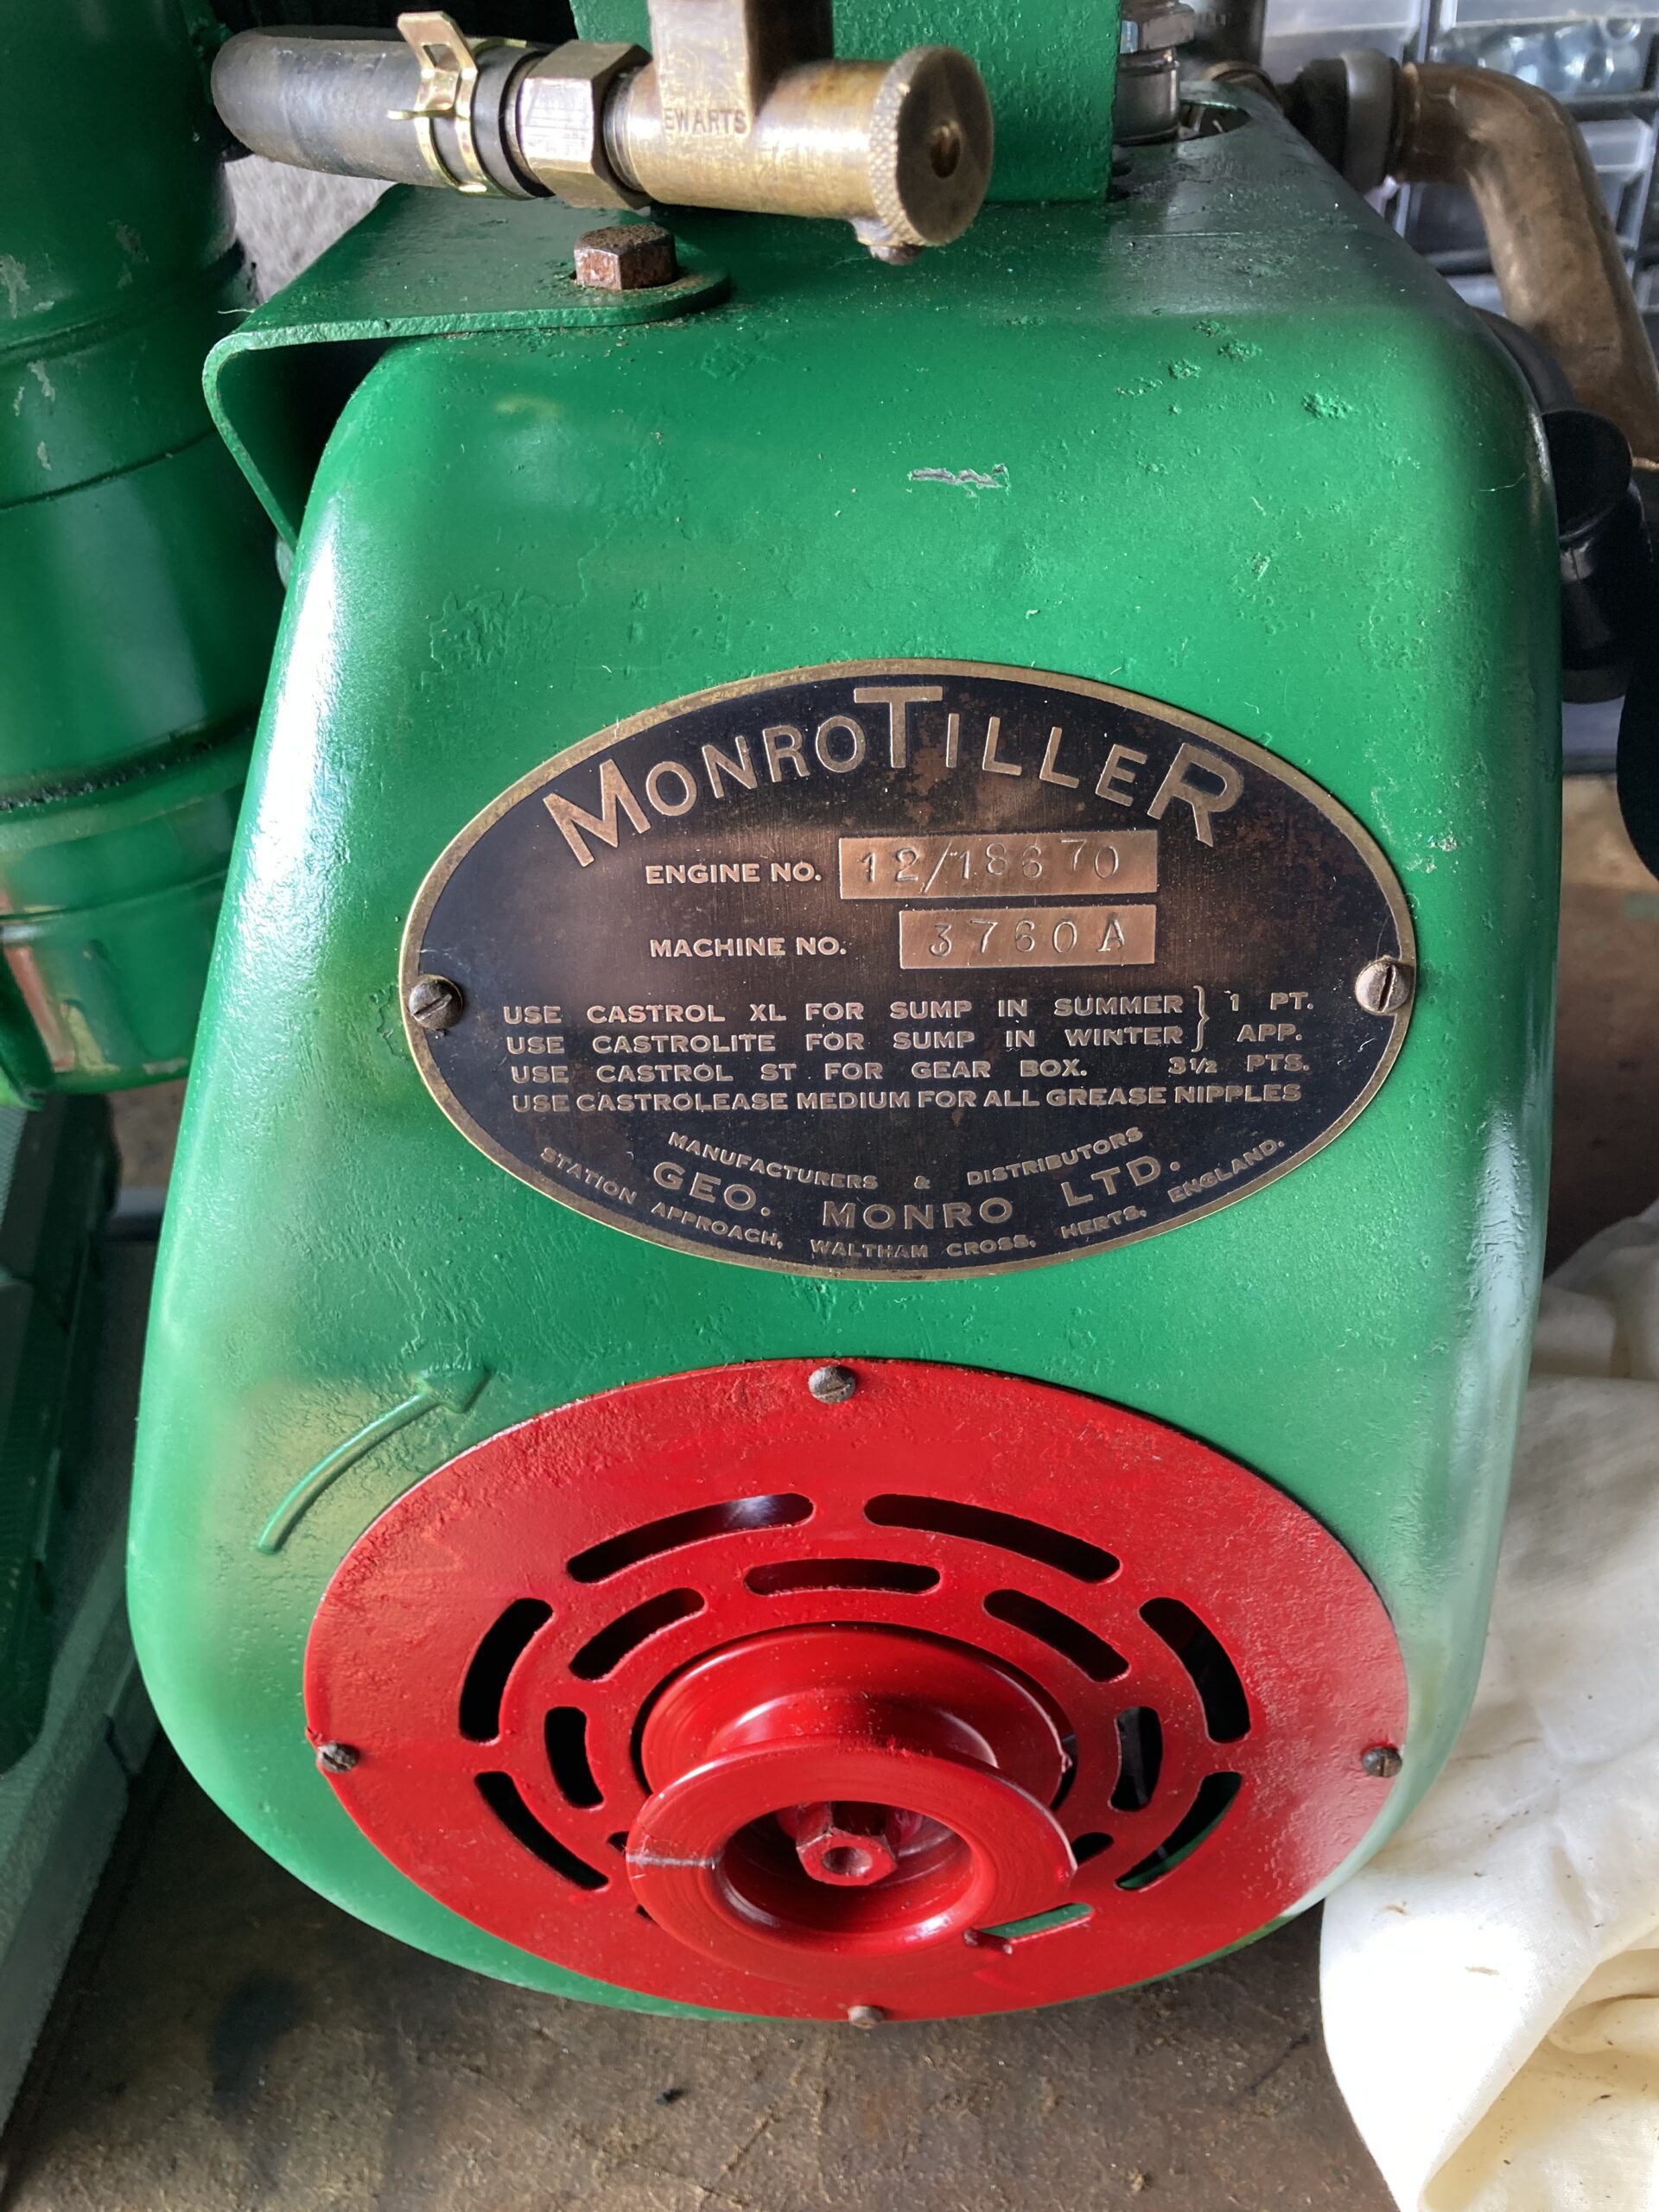 EWARTS
MONROTILLER
ENGINE NO. 12/18670
MACHINE NO. 3760A
USE CASTROL XL FOR SUMP IN SUMMER } 1 PT.
USE CASTROLITE FOR SUMP IN WINTER } APP.
USE CASTROL ST FOR GEAR BOX. 3½ PTS.
USE CASTROLEASE MEDIUM FOR ALL GREASE NIPPLES
MANUFACTURERS & DISTRIBUTORS
GEO. MONRO LTD.
STATION APPROACH, WALTHAM CROSS, HERTS, ENGLAND.